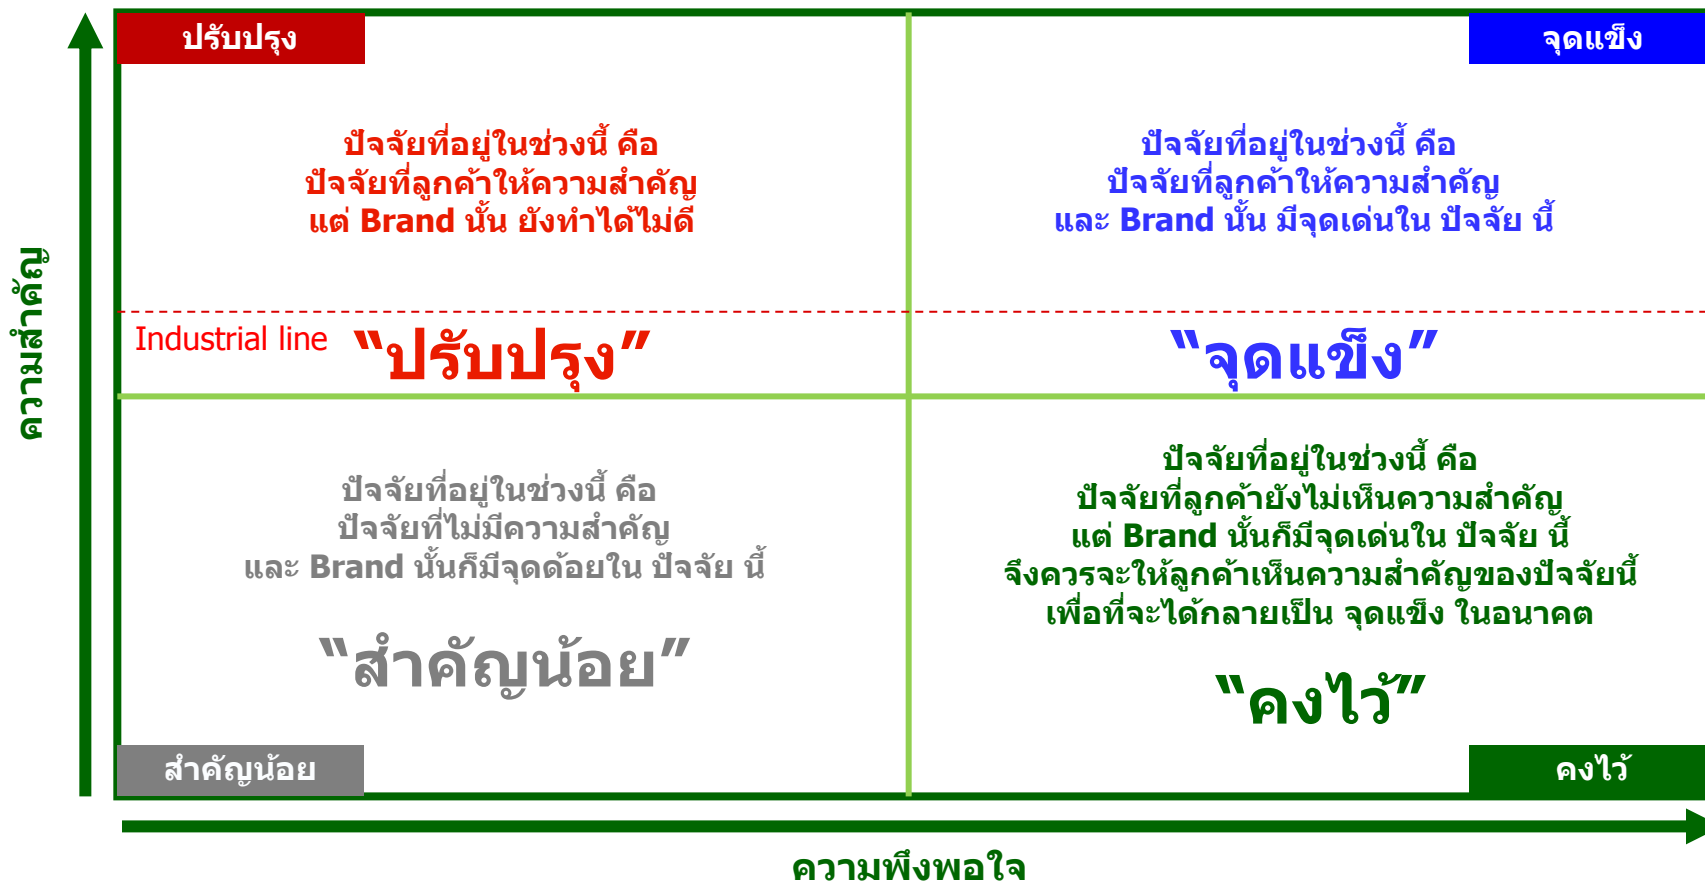 ปรับปรุง
จุดแข็ง
ปัจจัยที่อยู่ในช่วงนี้ คือ
ปัจจัยที่ลูกค้าให้ความสำคัญ
แต่ Brand นั้น ยังทำได้ไม่ดี
ปัจจัยที่อยู่ในช่วงนี้ คือ
ปัจจัยที่ลูกค้าให้ความสำคัญ
และ Brand นั้น มีจุดเด่นใน ปัจจัย นี้
ความสำคัญ
Industrial line
“ปรับปรุง”
“จุดแข็ง”
ปัจจัยที่อยู่ในช่วงนี้ คือ
ปัจจัยที่ไม่มีความสำคัญ
และ Brand นั้นก็มีจุดด้อยใน ปัจจัย นี้
“สำคัญน้อย”
ปัจจัยที่อยู่ในช่วงนี้ คือ
ปัจจัยที่ลูกค้ายังไม่เห็นความสำคัญ
แต่ Brand นั้นก็มีจุดเด่นใน ปัจจัย นี้
จึงควรจะให้ลูกค้าเห็นความสำคัญของปัจจัยนี้
เพื่อที่จะได้กลายเป็น จุดแข็ง ในอนาคต
“คงไว้”
สำคัญน้อย
คงไว้
ความพึงพอใจ